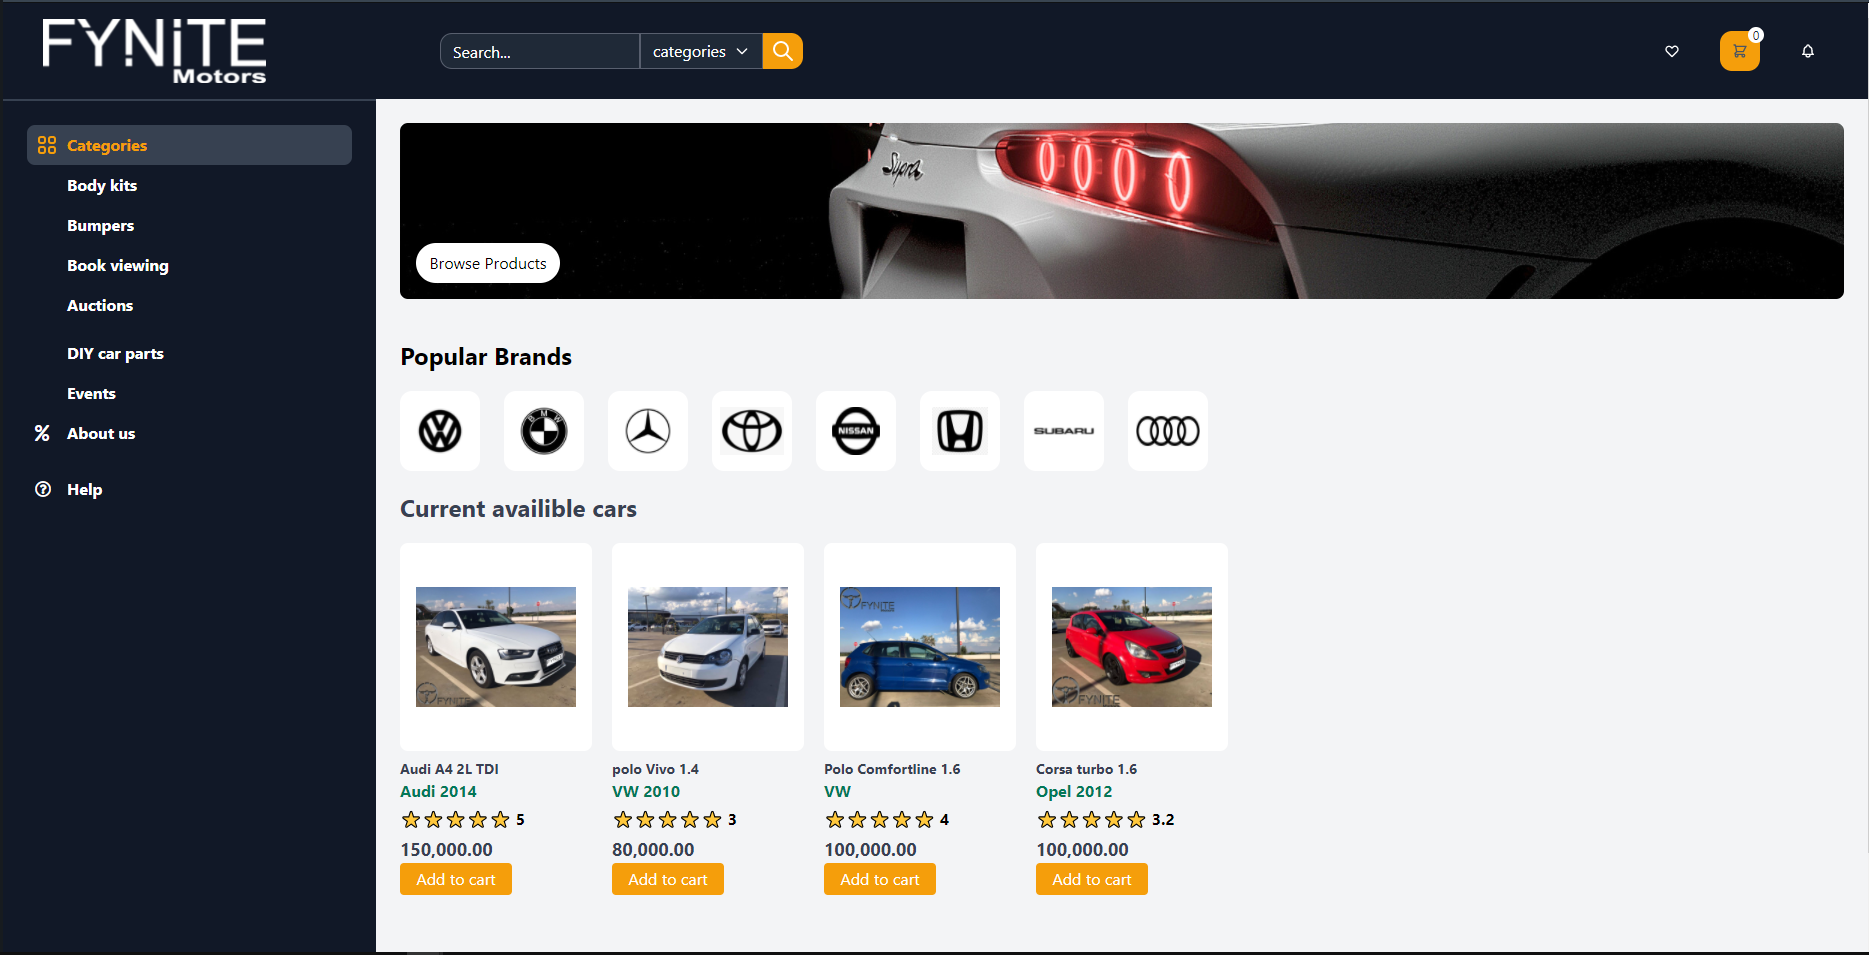 FYNiTE
Motors
Search...
categories
0
Categories
Body kits
Bumpers
Book viewing
Auctions
DIY car parts
Events
About us
Help
Supra
Browse Products
Popular Brands
BMW
NISSAN
SUBARU
Current availible cars
FYNITE
FYNITE
FYNITE
Audi A4 2L TDI
Audi 2014
5
150,000.00
Add to cart
polo Vivo 1.4
VW 2010
3
80,000.00
Add to cart
Polo Comfortline 1.6
VW
4
100,000.00
Add to cart
Corsa turbo 1.6
Opel 2012
3.2
100,000.00
Add to cart